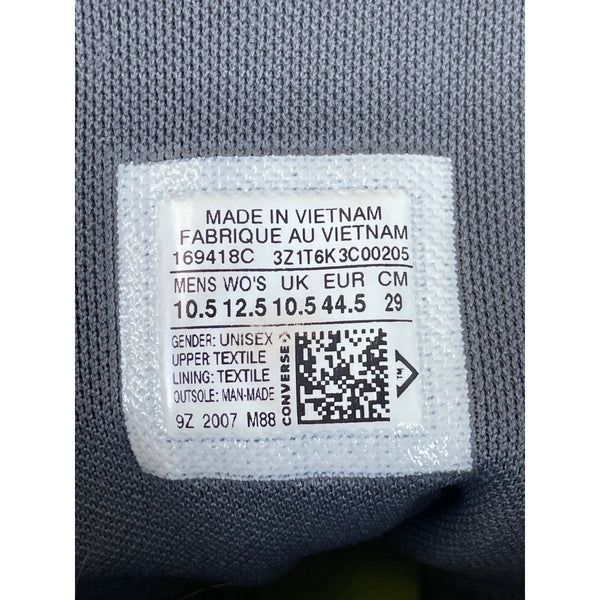 MADE IN VIETNAM
FABRIQUE AU VIETNAM
169418C 3Z1T6K3C00205
MENS WO'S UK EUR CM
10.5 12.5 10.5 44.5 29
GENDER: UNISEX
UPPER TEXTILE
LINING: TEXTILE
OUTSOLE: MAN-MADE
9Z 2007 M88
CONVERSE
TM